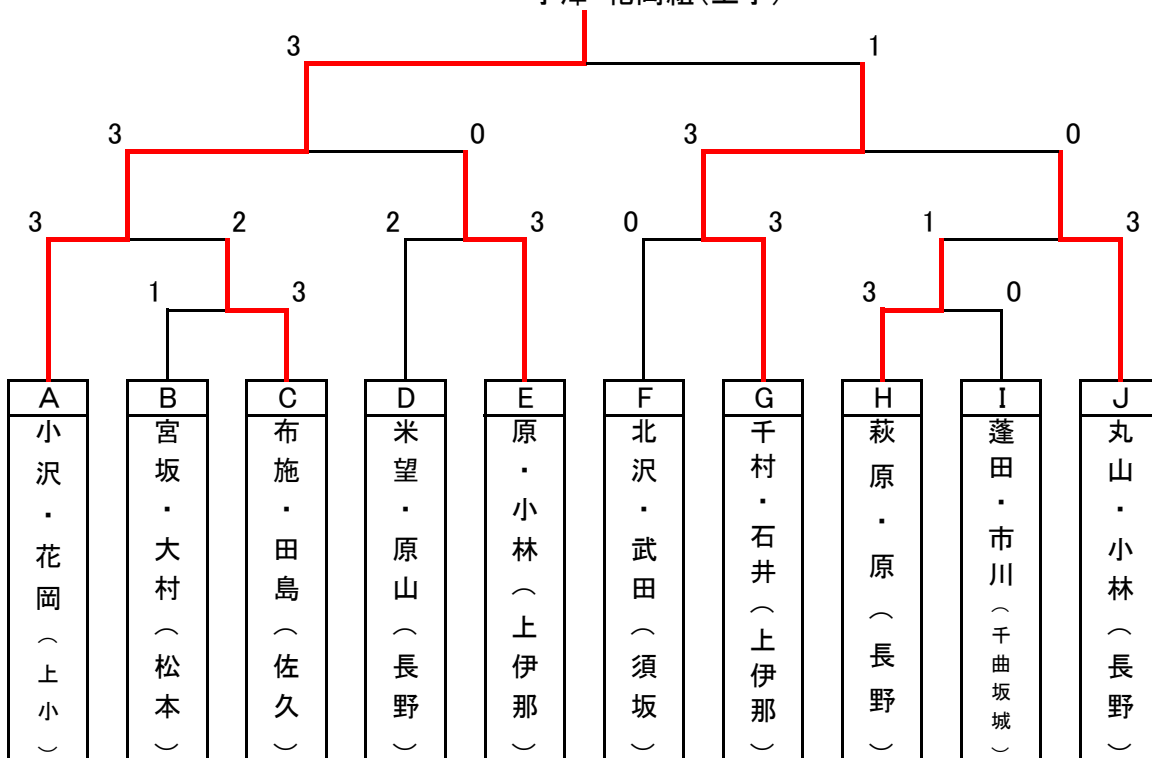 3 1
3 0 3 0
3 2 2 3 0 3 1 3
1 3 3 0
A B C D E F G H I J
小沢・花岡(上小)
宮坂・大村(松本)
布施・田島(佐久)
米望・原山(長野)
原・小林(上伊那)
北沢・武田(須坂)
千村・石井(上伊那)
萩原・原(長野)
蓬田・市川(千曲坂城)
丸山・小林(長野)